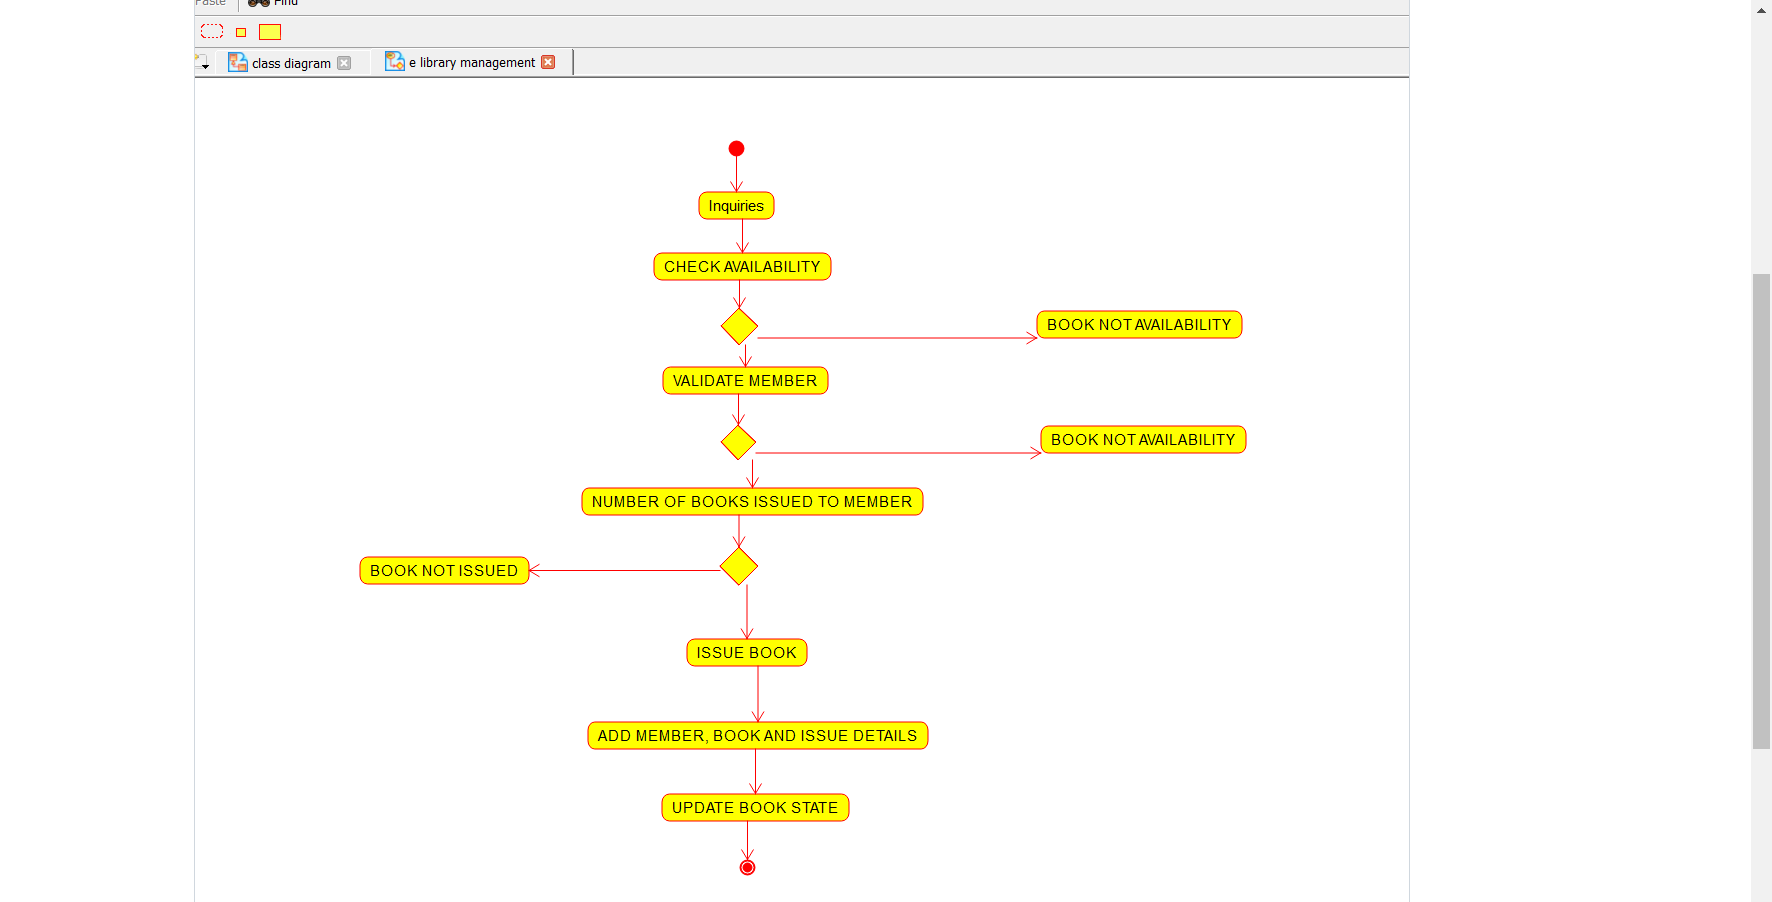 Paste Find
class diagram e library management
Inquiries
CHECK AVAILABILITY
BOOK NOT AVAILABILITY
VALIDATE MEMBER
BOOK NOT AVAILABILITY
NUMBER OF BOOKS ISSUED TO MEMBER
BOOK NOT ISSUED
ISSUE BOOK
ADD MEMBER, BOOK AND ISSUE DETAILS
UPDATE BOOK STATE